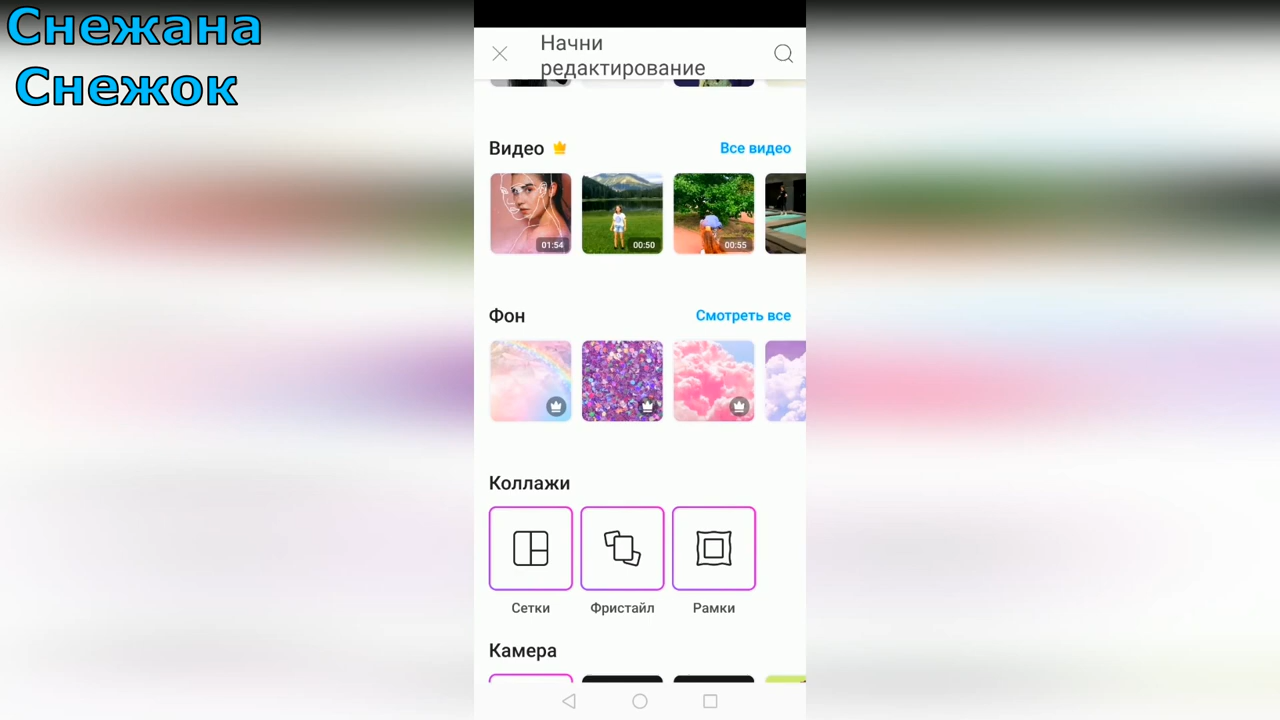 Снежана
Снежок
Начни
редактирование
Видео
Все видео
01:54
00:50
00:55
Фон
Смотреть все
Коллажи
Сетки
Фристайл
Рамки
Камера